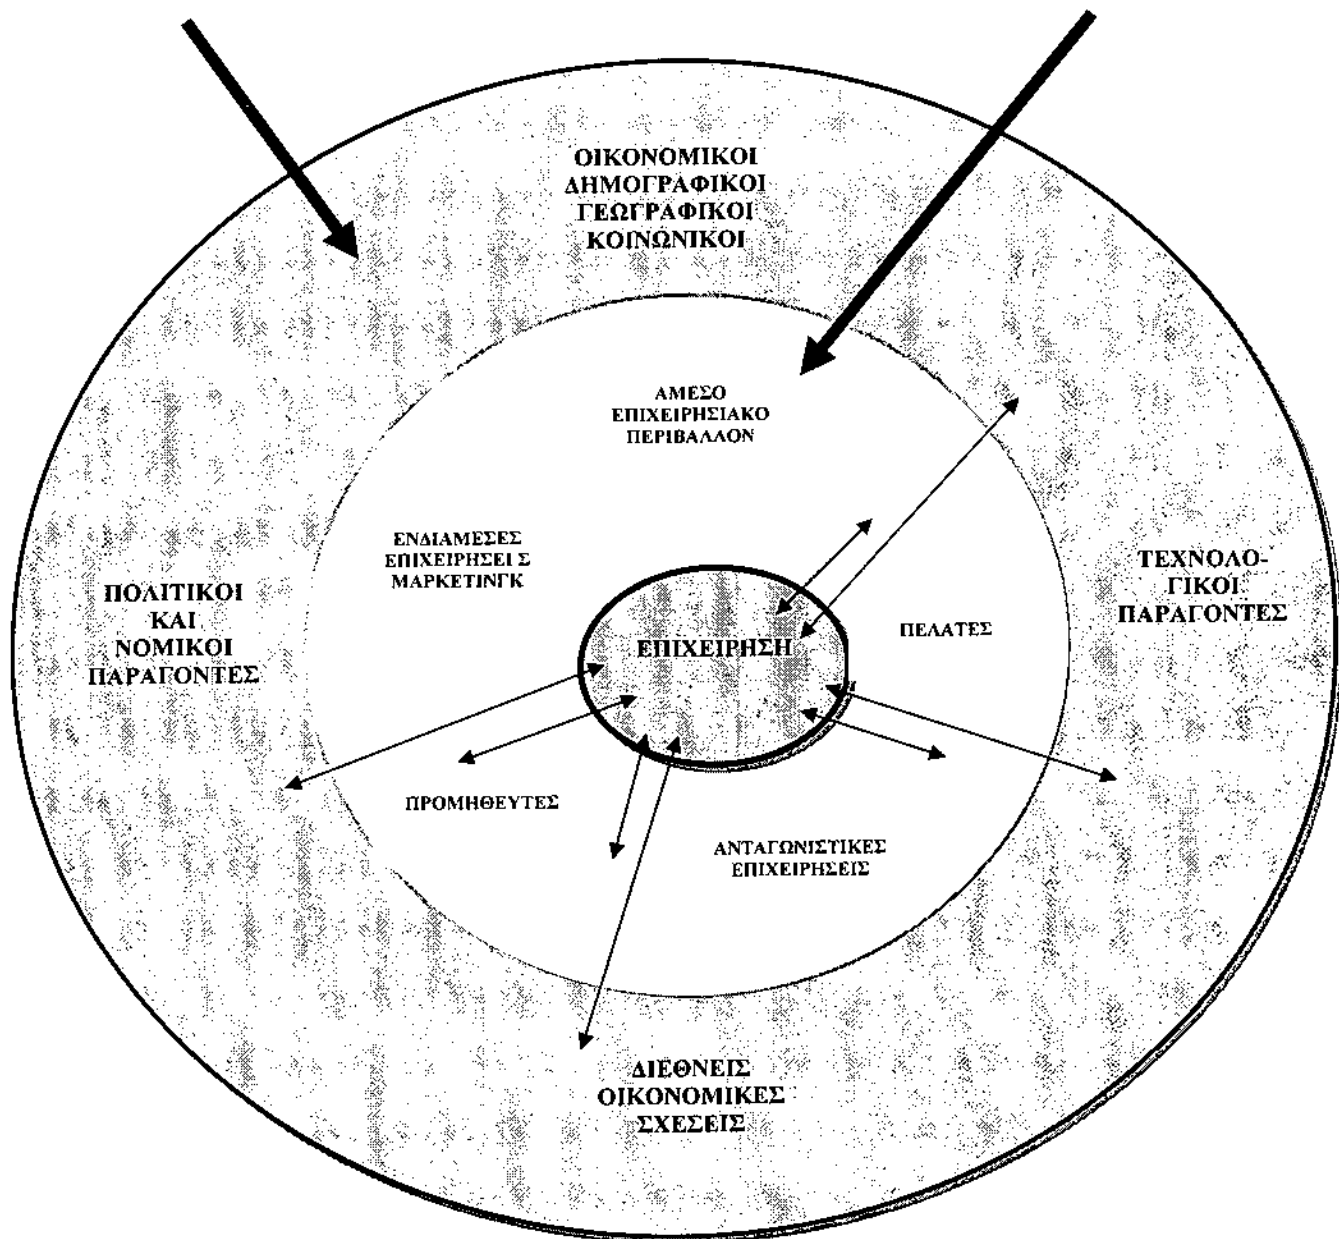 ΟΙΚΟΝΟΜΙΚΟΙ
ΔΗΜΟΓΡΑΦΙΚΟΙ
ΓΕΩΓΡΑΦΙΚΟΙ
ΚΟΙΝΩΝΙΚΟΙ
ΑΜΕΣΟ
ΕΠΙΧΕΙΡΗΣΙΑΚΟ
ΠΕΡΙΒΑΛΛΟΝ
ΕΝΔΙΑΜΕΣΕΣ
ΕΠΙΧΕΙΡΗΣΕΙ Σ
ΜΑΡΚΕΤΙΝΓΚ
ΠΟΛΙΤΙΚΟΙ
ΚΑΙ
ΝΟΜΙΚΟΙ
ΠΑΡΑΓΟΝΤΕΣ
ΕΠΙΧΕΙΡΗΣΗ
ΠΕΛΑΤΕΣ
ΤΕΧΝΟΛΟ-
ΓΙΚΟΙ
ΠΑΡΑΓΟΝΤΕΣ
ΠΡΟΜΗΘΕΥΤΕΣ
ΑΝΤΑΓΩΝΙΣΤΙΚΕΣ
ΕΠΙΧΕΙΡΗΣΕΙΣ
ΔΙΕΘΝΕΙΣ
ΟΙΚΟΝΟΜΙΚΕΣ
ΣΧΕΣΕΙΣ